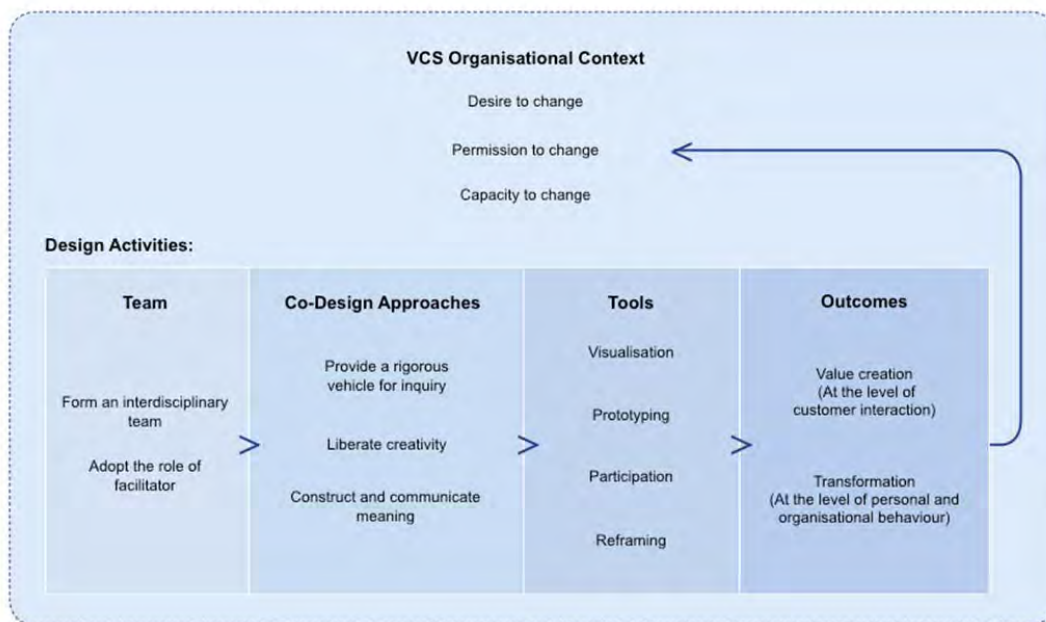 VCS Organisational Context
Desire to change
Permission to change
Capacity to change
Design Activities:
Team
Form an interdisciplinary
team
Adopt the role of
facilitator
Co-Design Approaches
Provide a rigorous
vehicle for inquiry
Liberate creativity
Construct and communicate
meaning
Tools
Visualisation
Prototyping
Participation
Reframing
Outcomes
Value creation
(At the level of
customer interaction)
Transformation
(At the level of personal and
organisational behaviour)